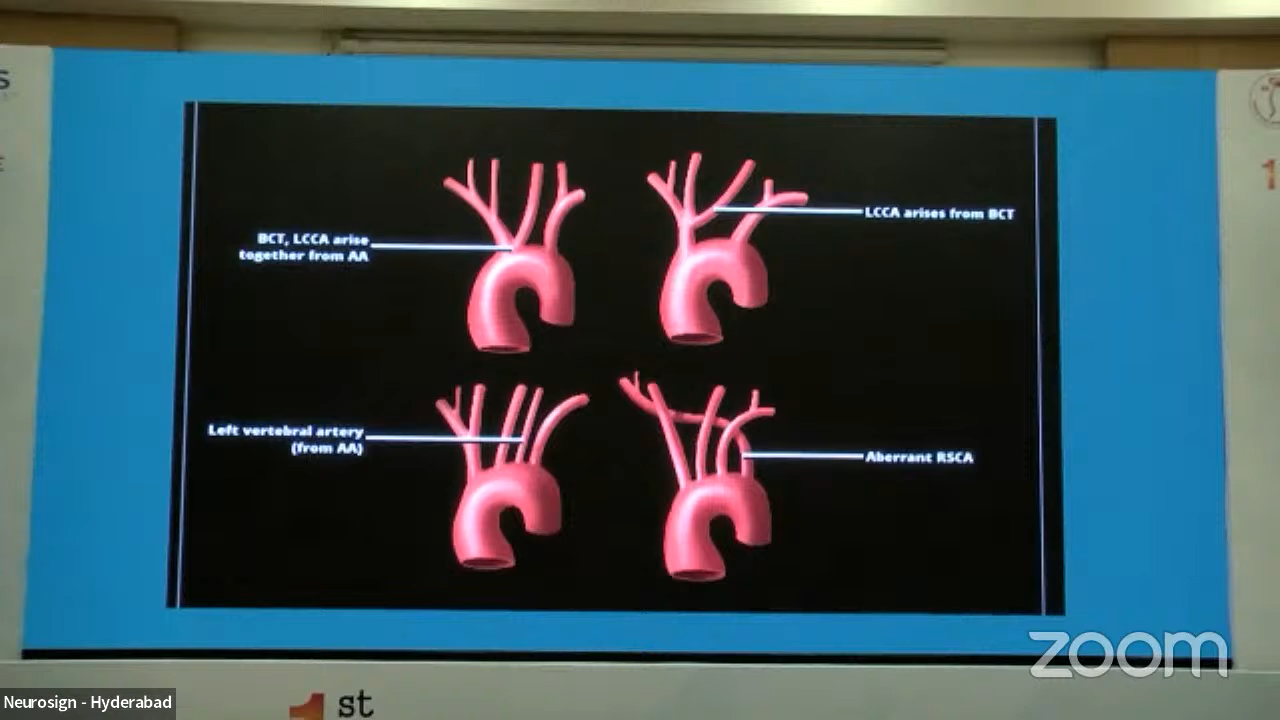 BCT, LCCA arise
together from AA
LCCA arises from BCT
Left vertebral artery
(from AA)
Aberrant RSCA
zoom
Neurosign - Hyderabad
1st